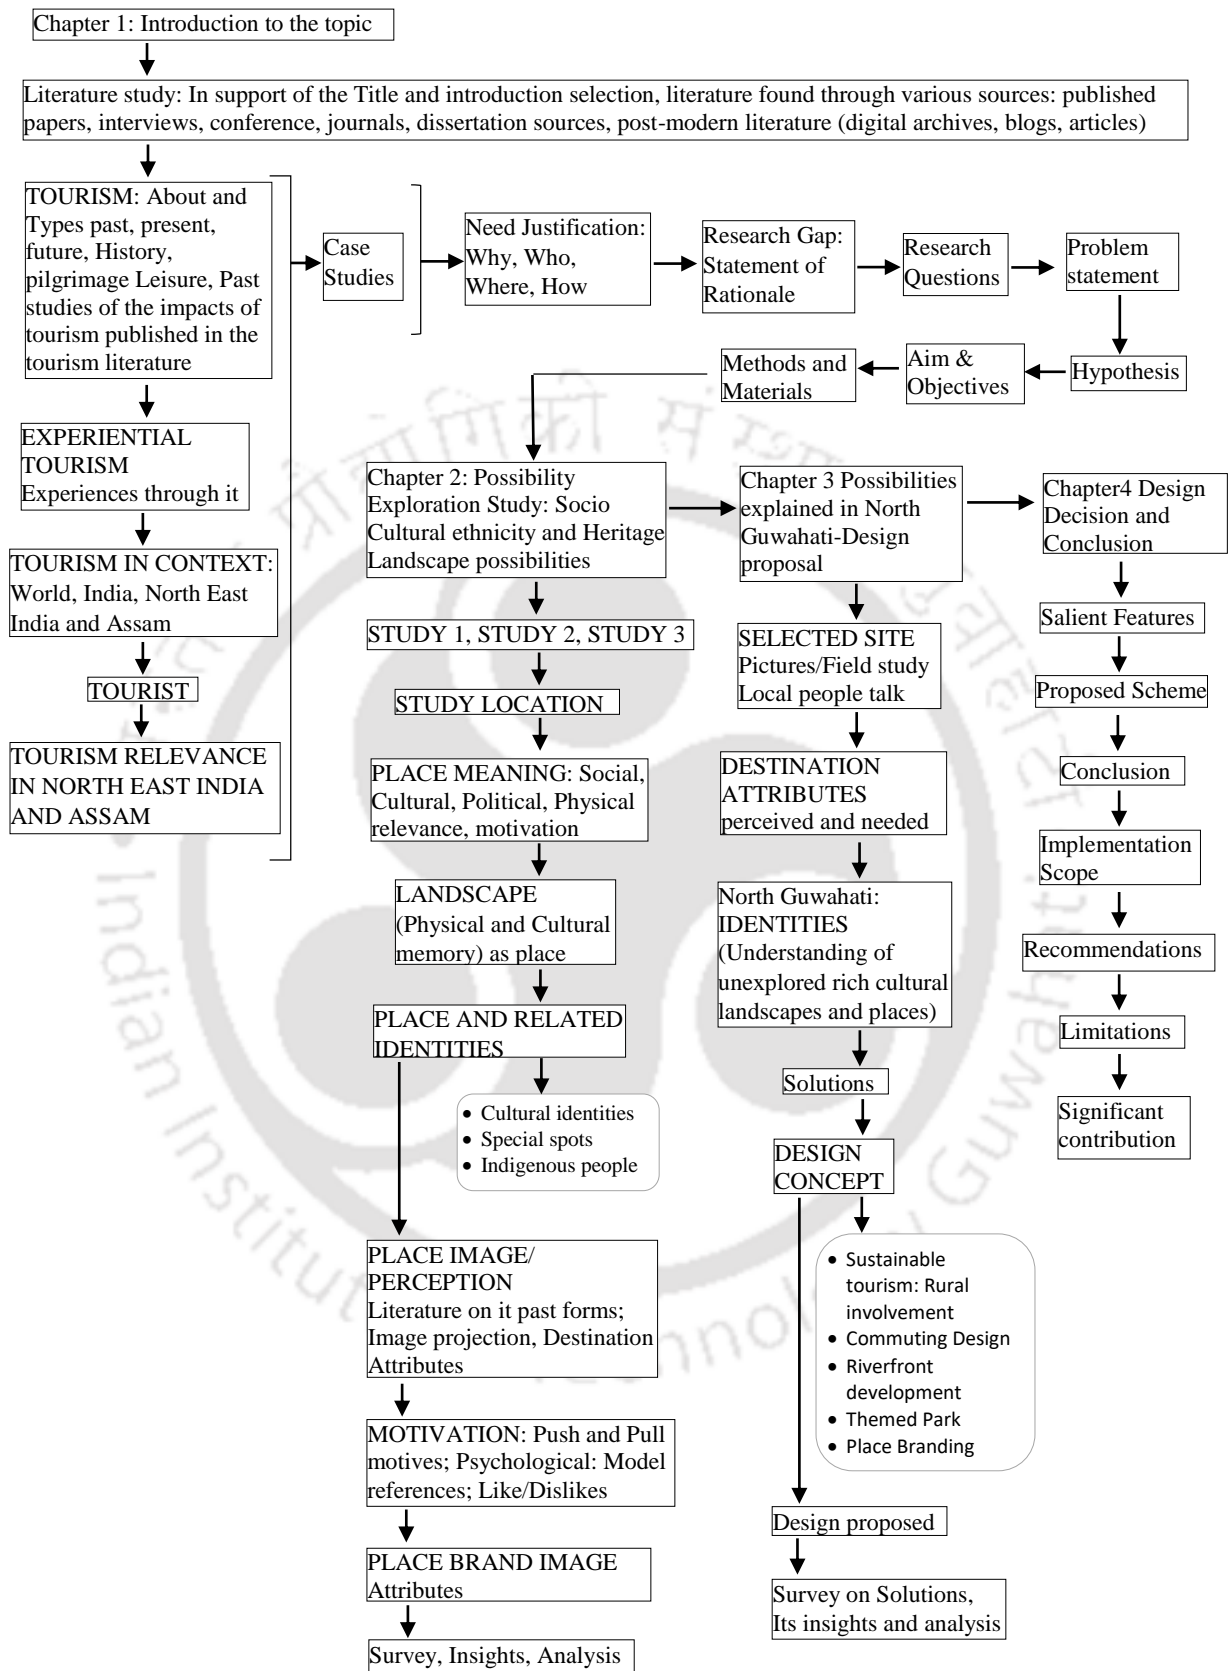 Chapter 1: Introduction to the topic
Literature study: In support of the Title and introduction selection, literature found through various sources: published
papers, interviews, conference, journals, dissertation sources, post-modern literature (digital archives, blogs, articles)
TOURISM: About and
Types past, present,
future, History,
pilgrimage Leisure, Past
studies of the impacts of
tourism published in the
tourism literature
EXPERIENTIAL
TOURISM
Experiences through it
TOURISM IN CONTEXT:
World, India, North East
India and Assam
TOURIST
TOURISM RELEVANCE
IN NORTH EAST INDIA
AND ASSAM
Case
Studies
Need Justification:
Why, Who,
Where, How
Research Gap:
Statement of
Rationale
Research
Questions
Problem
statement
Hypothesis
Aim &
Objectives
Methods and
Materials
Chapter 2: Possibility
Exploration Study: Socio
Cultural ethnicity and Heritage
Landscape possibilities
STUDY 1, STUDY 2, STUDY 3
STUDY LOCATION
PLACE MEANING: Social,
Cultural, Political, Physical
relevance, motivation
LANDSCAPE
(Physical and Cultural
memory) as place
PLACE AND RELATED
IDENTITIES
• Cultural identities
• Special spots
• Indigenous people
PLACE IMAGE/
PERCEPTION
Literature on it past forms;
Image projection, Destination
Attributes
MOTIVATION: Push and Pull
motives; Psychological: Model
references; Like/Dislikes
PLACE BRAND IMAGE
Attributes
Survey, Insights, Analysis
Chapter 3 Possibilities
explained in North
Guwahati-Design
proposal
SELECTED SITE
Pictures/Field study
Local people talk
DESTINATION
ATTRIBUTES
perceived and needed
North Guwahati:
IDENTITIES
(Understanding of
unexplored rich cultural
landscapes and places)
Solutions
DESIGN
CONCEPT
• Sustainable
tourism: Rural
involvement
• Commuting Design
• Riverfront
development
• Themed Park
• Place Branding
Design proposed
Survey on Solutions,
Its insights and analysis
Chapter4 Design
Decision and
Conclusion
Salient Features
Proposed Scheme
Conclusion
Implementation
Scope
Recommendations
Limitations
Significant
contribution